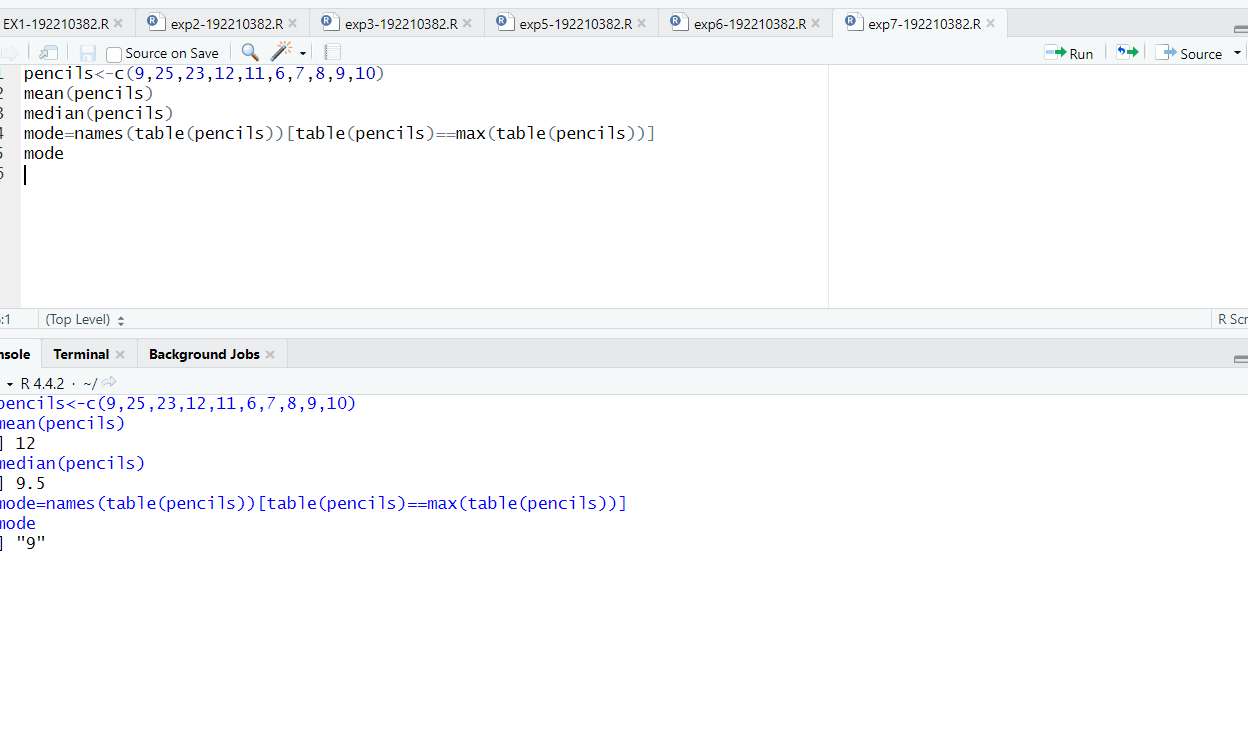 EX1-192210382.R exp2-192210382.R exp3-192210382.R exp5-192210382.R exp6-192210382.R exp7-192210382.R
Source on Save Run Source
pencils<-c(9,25,23,12,11,6,7,8,9,10)
2 mean(pencils)
3 median(pencils)
4 mode=names(table(pencils))[table(pencils)==max(table(pencils))]
5 mode
6
:1 (Top Level) R Scr
nsole Terminal Background Jobs
R 4.4.2 · ~/
pencils<-c(9,25,23,12,11,6,7,8,9,10)
mean(pencils)
] 12
median(pencils)
] 9.5
mode=names(table(pencils))[table(pencils)==max(table(pencils))]
mode
] "9"